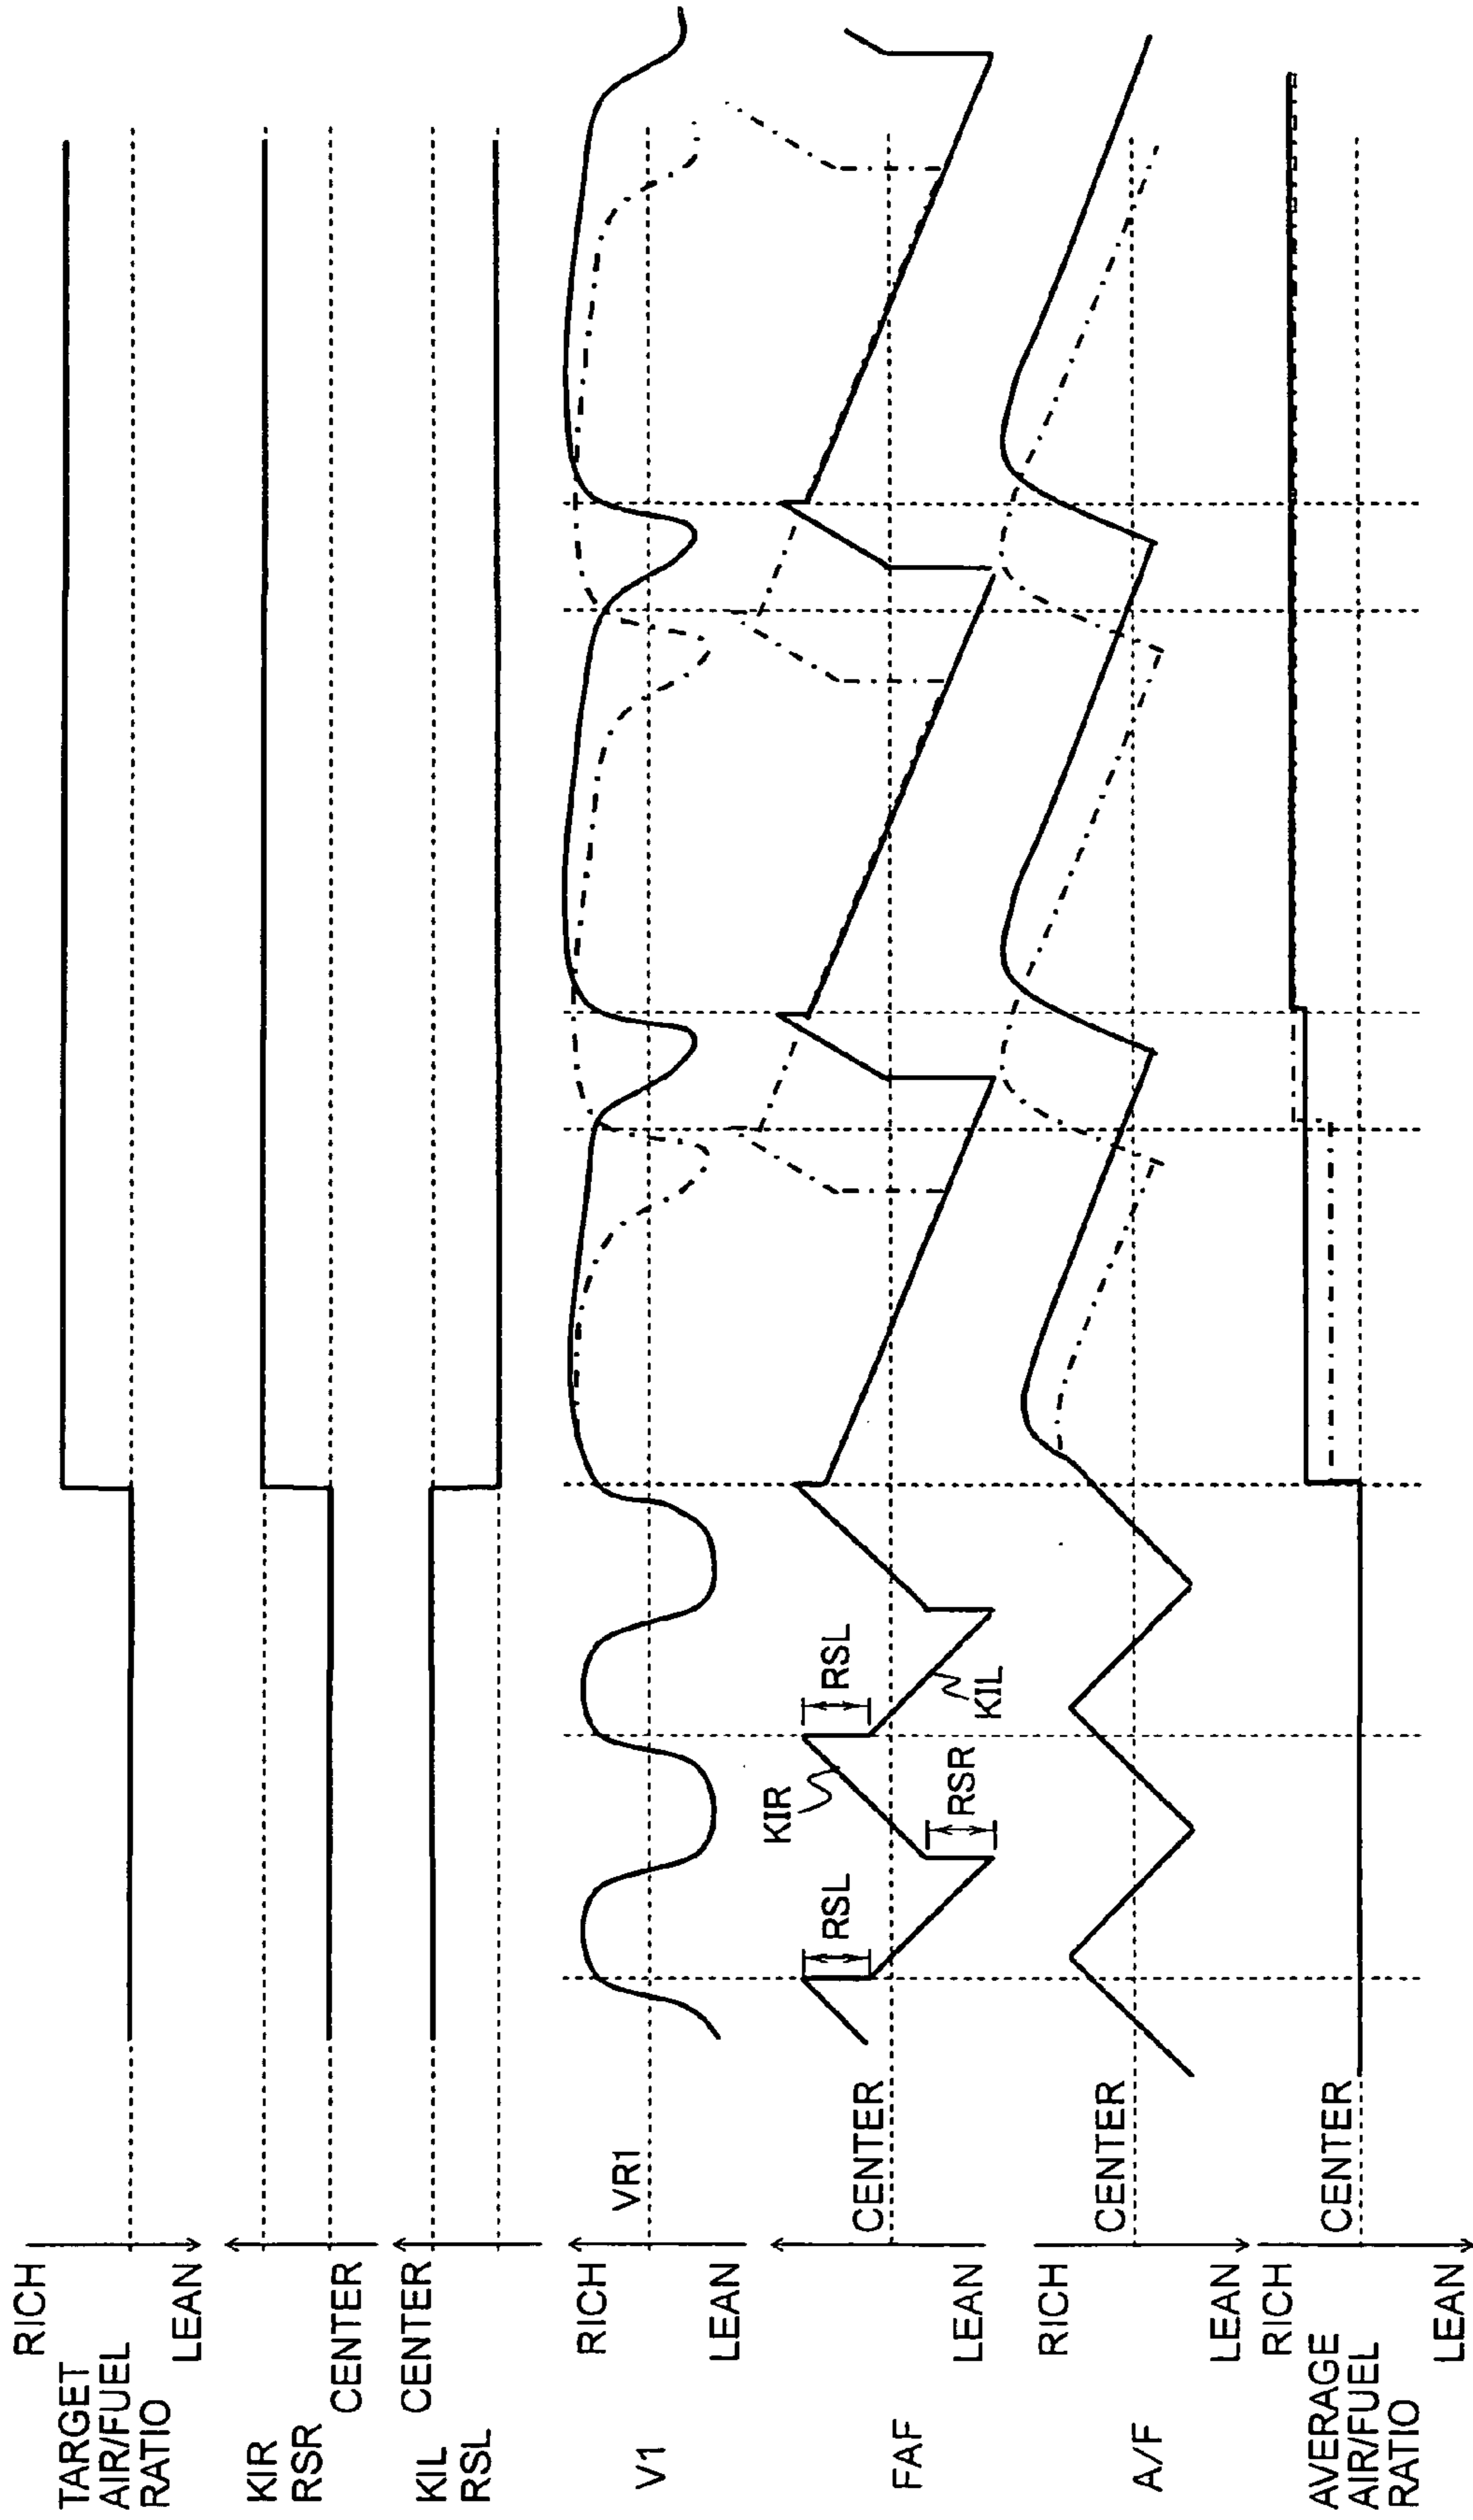 RICH
TARGET
AIR/FUEL
RATIO
LEAN
KIR
RSR
CENTER
CENTER
KIL
RSL
RICH
VR1
V1
LEAN
CENTER
FAF
LEAN
KIR
RSL
RSR
RSL
KIL
RICH
CENTER
A/F
LEAN
RICH
CENTER
AVERAGE
AIR/FUEL
RATIO
LEAN